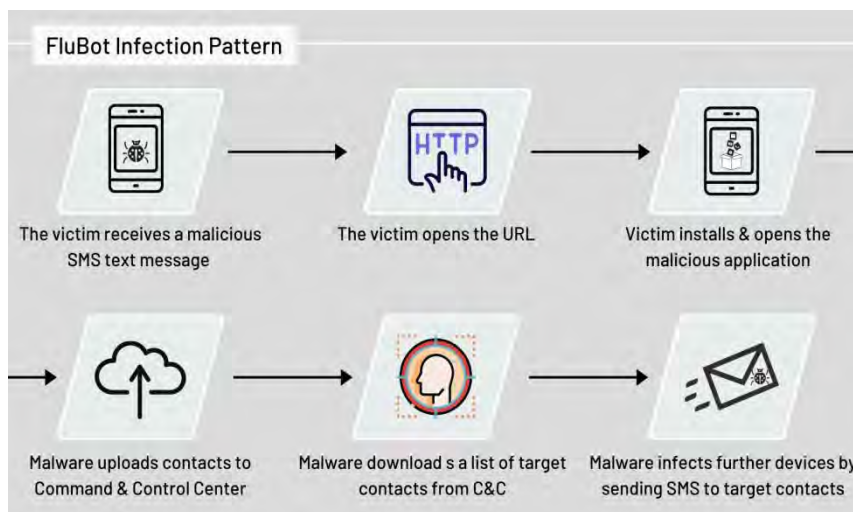 FluBot Infection Pattern
HTTP
The victim receives a malicious
SMS text message
The victim opens the URL
Victim installs & opens the
malicious application
Malware uploads contacts to
Command & Control Center
Malware download s a list of target
contacts from C&C
Malware infects further devices by
sending SMS to target contacts